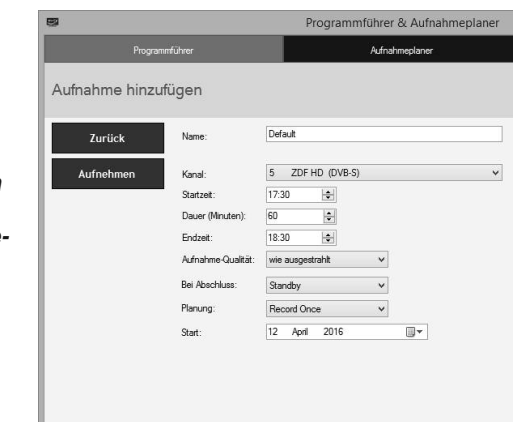 Programmführer & Aufnahmeplaner
Programmführer
Aufnahmeplaner
Aufnahme hinzufügen
Zurück
Aufnehmen
Name: Default
Kanal: 5 ZDF HD (DVB-S)
Startzeit: 17:30
Dauer (Minuten): 60
Endzeit: 18:30
Aufnahme-Qualität: wie ausgestrahlt
Bei Abschluss: Standby
Planung: Record Once
Start: 12 April 2016